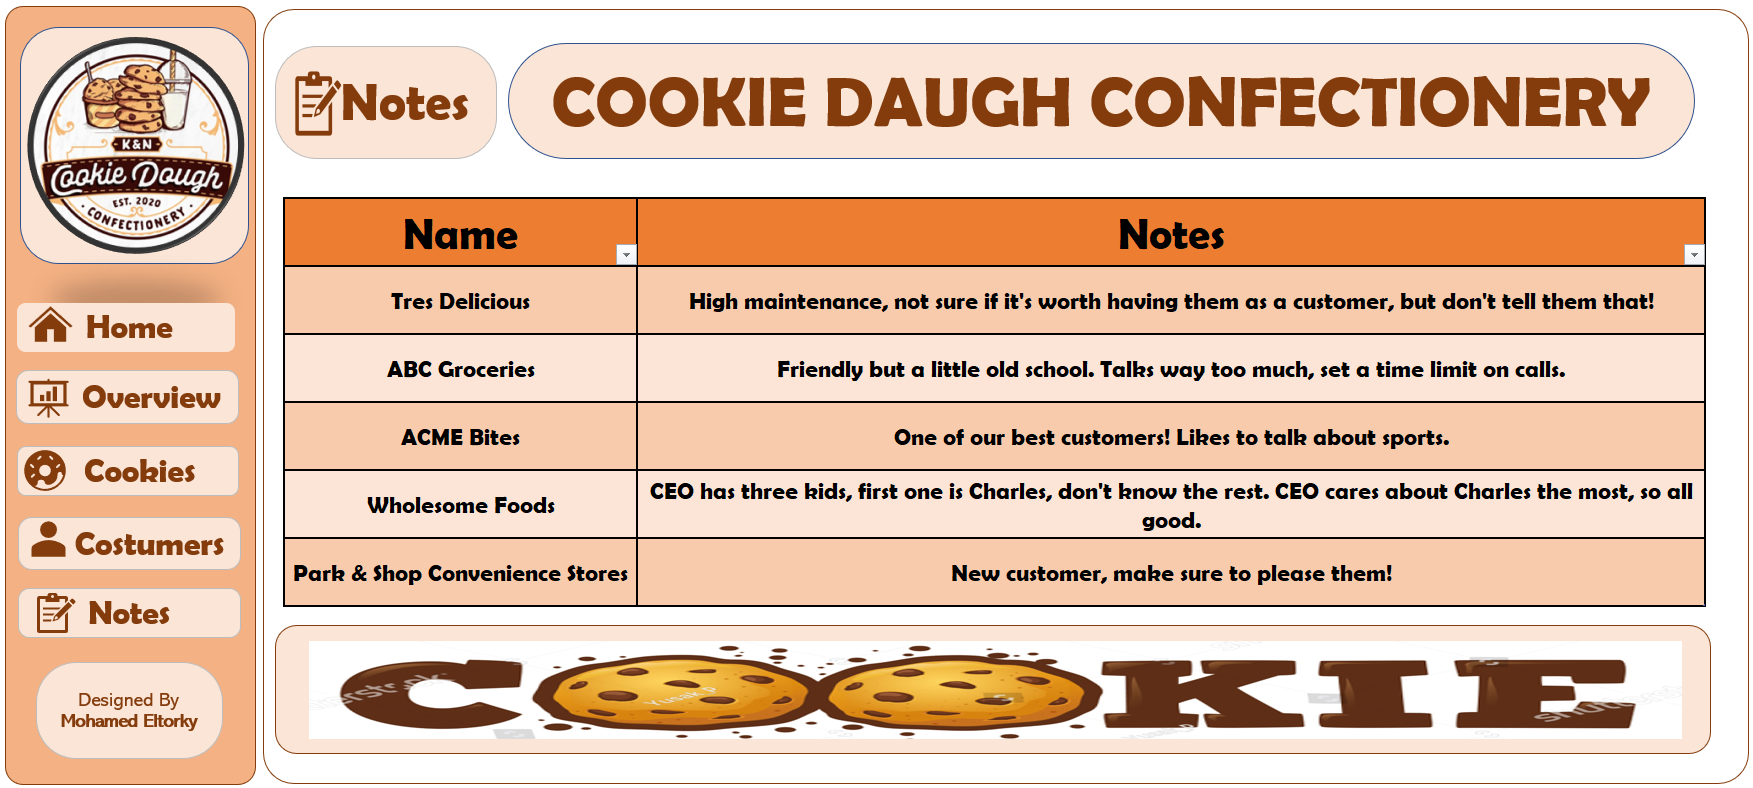 K&N
Cookie Dough
EST. 2020
CONFECTIONERY
Home
Overview
Cookies
Costumers
Notes
Designed By
Mohamed Eltorky
Notes
COOKIE DAUGH CONFECTIONERY
Name
Notes
Tres Delicious
High maintenance, not sure if it's worth having them as a customer, but don't tell them that!
ABC Groceries
Friendly but a little old school. Talks way too much, set a time limit on calls.
ACME Bites
One of our best customers! Likes to talk about sports.
Wholesome Foods
CEO has three kids, first one is Charles, don't know the rest. CEO cares about Charles the most, so all
good.
Park & Shop Convenience Stores
New customer, make sure to please them!
COOKIE